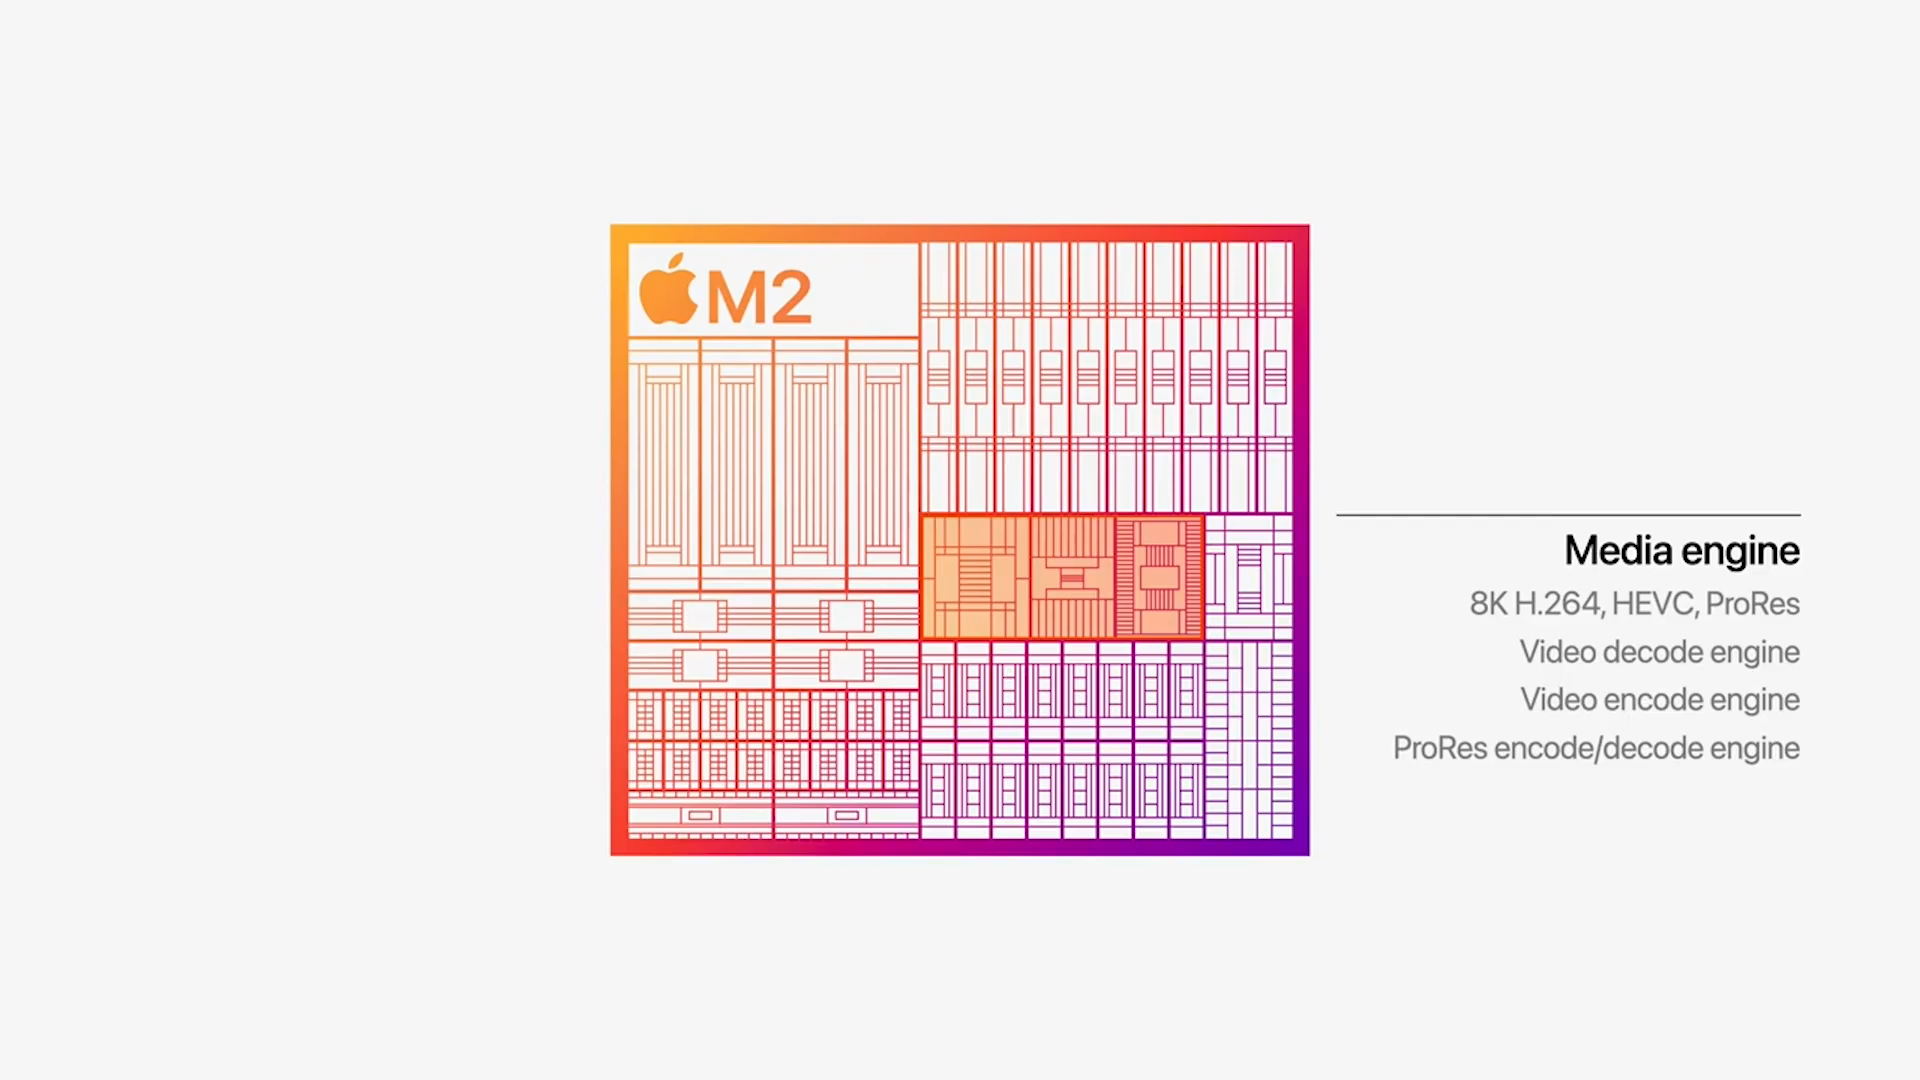 M2
Media engine
8K H.264, HEVC, ProRes
Video decode engine
Video encode engine
ProRes encode/decode engine